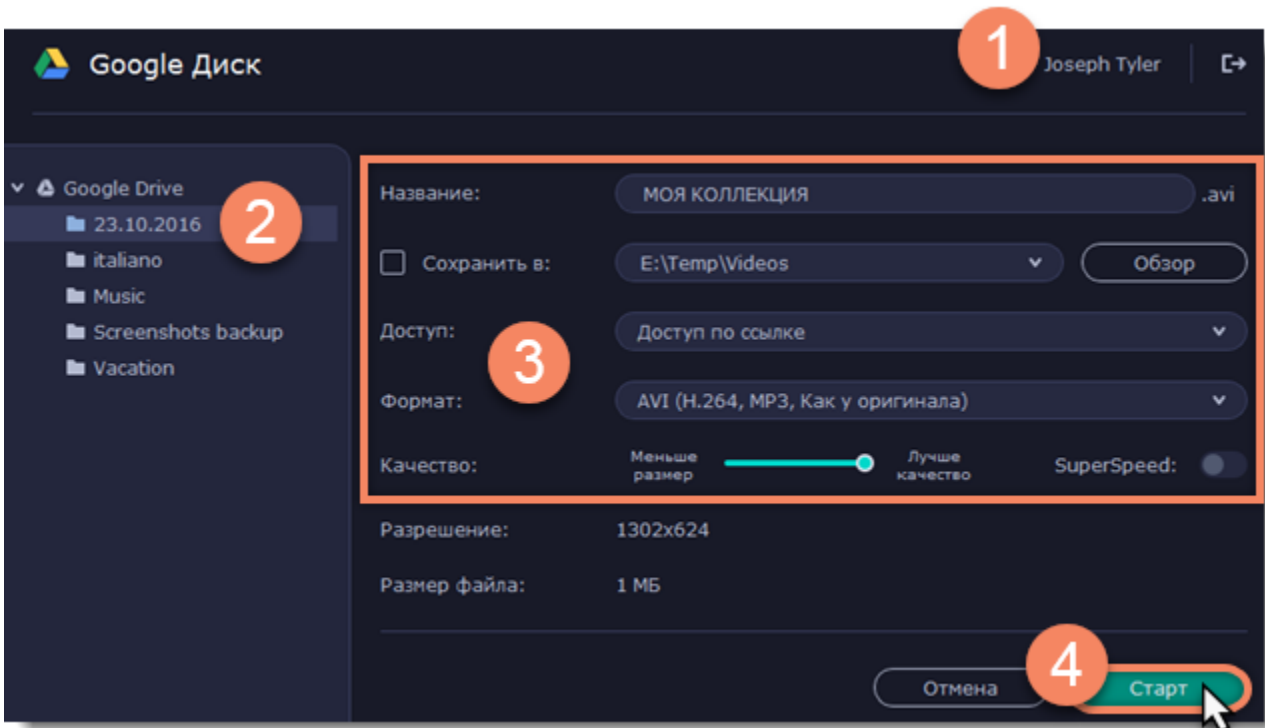 Google Диск
1
Joseph Tyler
Google Drive
23.10.2016
2
italiano
Music
Screenshots backup
Vacation
Название: МОЯ КОЛЛЕКЦИЯ .avi
Сохранить в: E:\Temp\Videos Обзор
Доступ: Доступ по ссылке
3
Формат: AVI (H.264, MP3, Как у оригинала)
Качество: Меньше размер Лучше качество SuperSpeed:
Разрешение: 1302x624
Размер файла: 1 МБ
Отмена 4 Старт